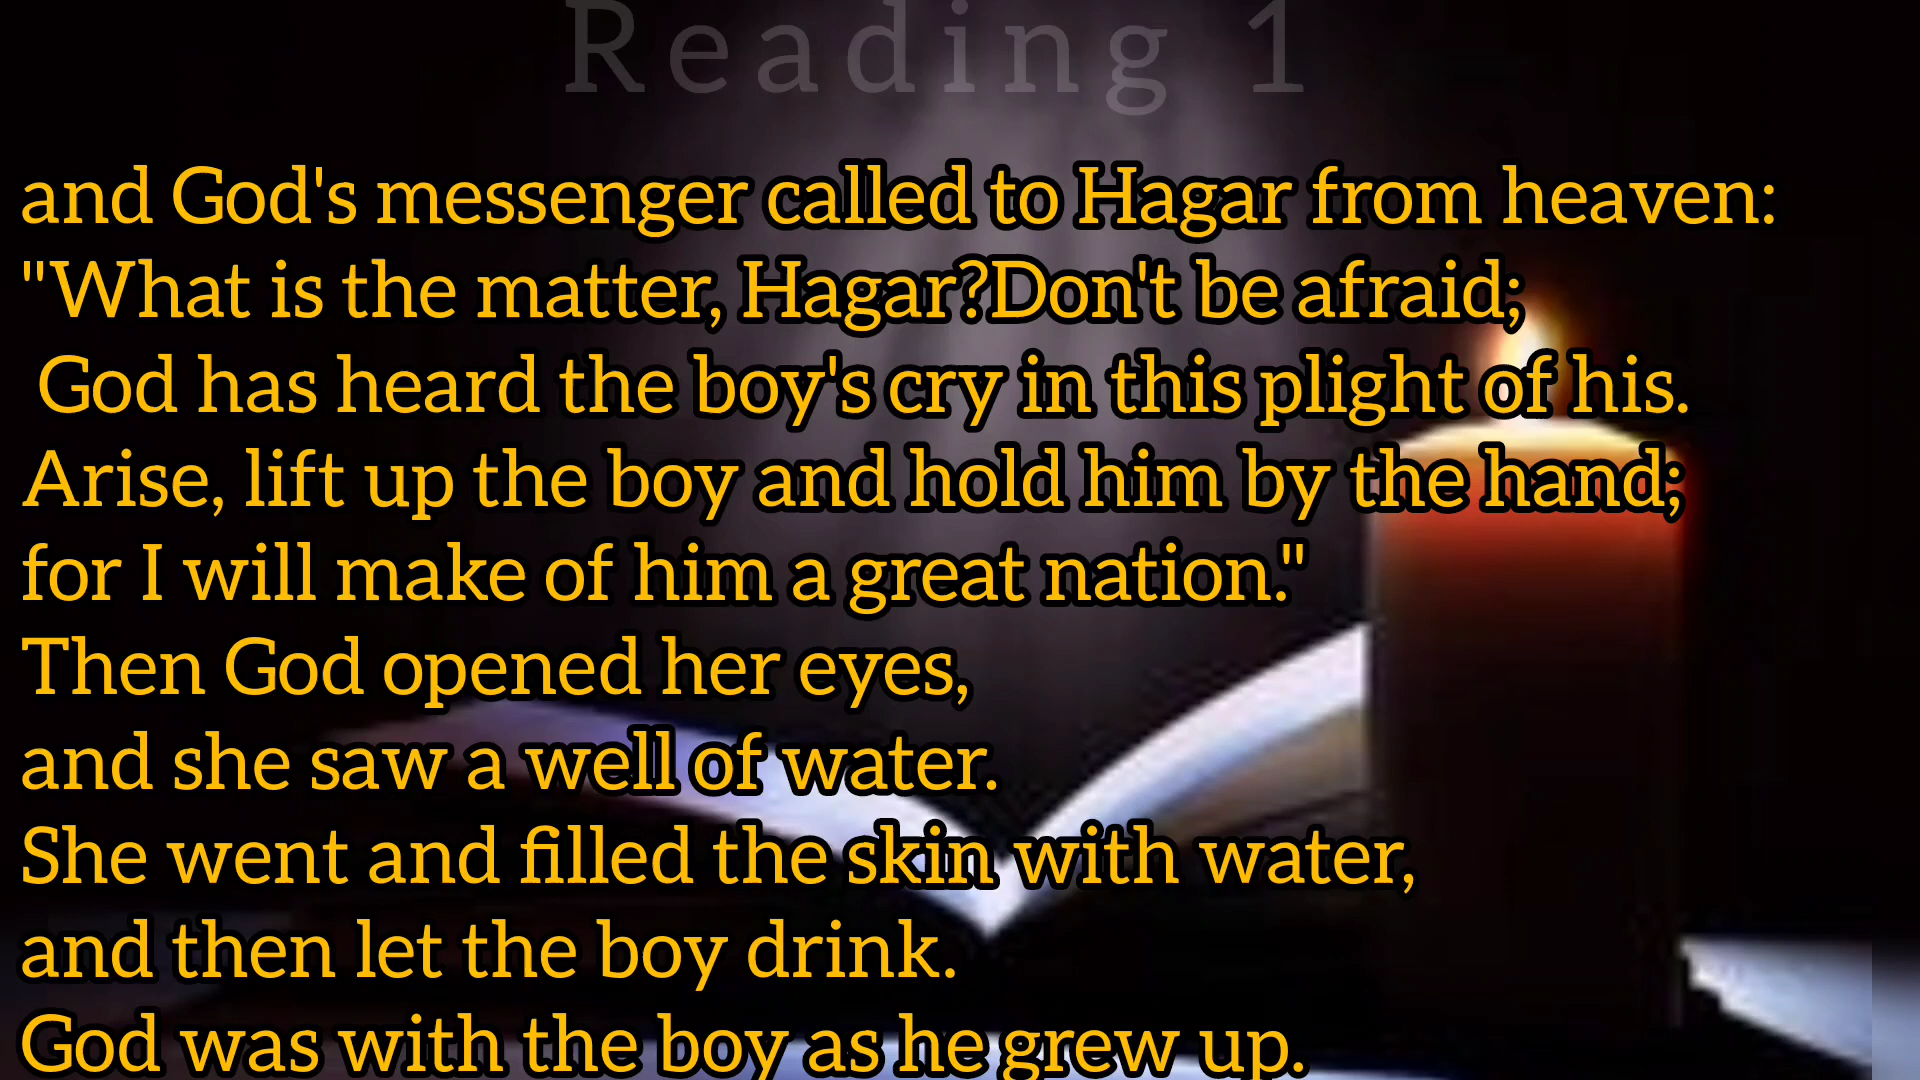 Reading 1
and God's messenger called to Hagar from heaven:
"What is the matter, Hagar?Don't be afraid;
God has heard the boy's cry in this plight of his.
Arise, lift up the boy and hold him by the hand;
for I will make of him a great nation."
Then God opened her eyes,
and she saw a well of water.
She went and filled the skin with water,
and then let the boy drink.
God was with the boy as he grew up.